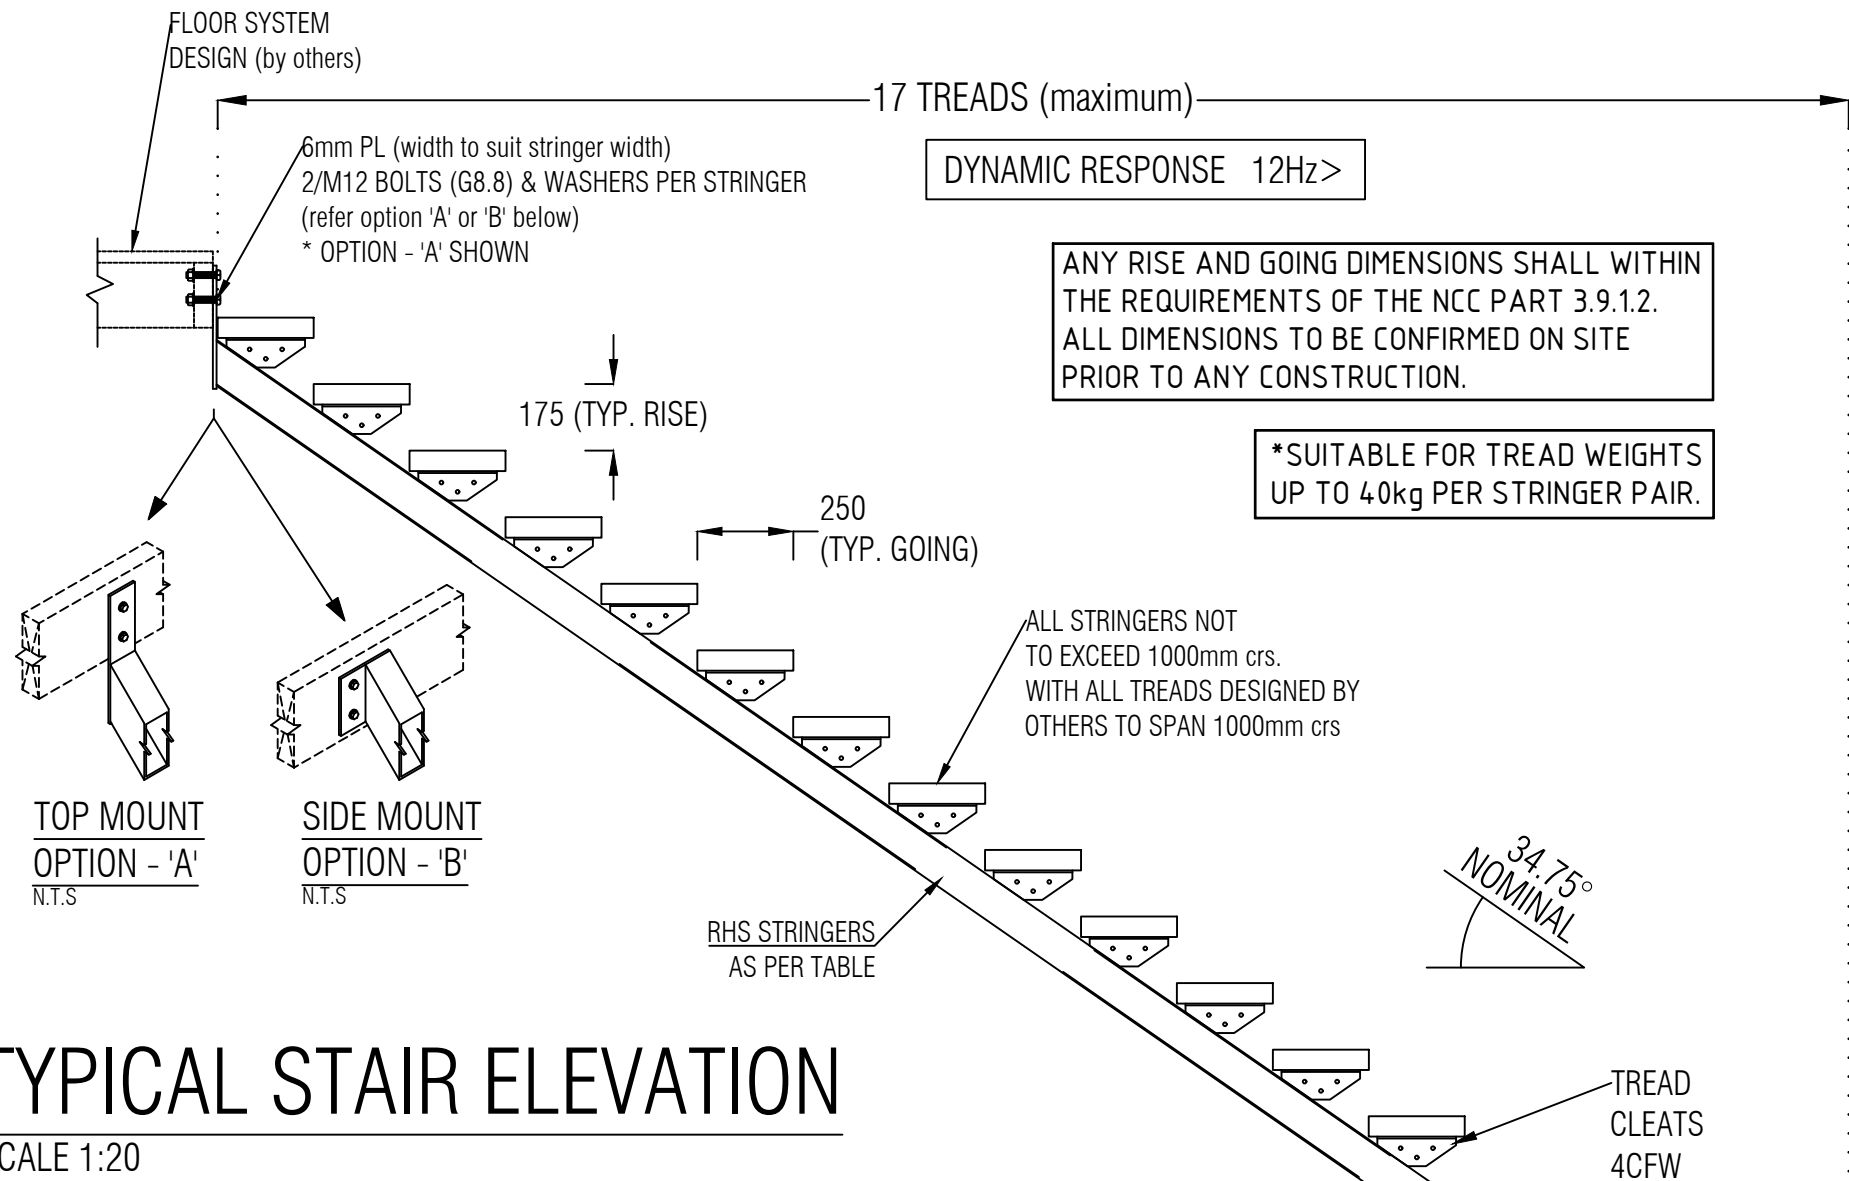 FLOOR SYSTEM
DESIGN (by others)
17 TREADS (maximum)
6mm PL (width to suit stringer width)
2/M12 BOLTS (G8.8) & WASHERS PER STRINGER
(refer option 'A' or 'B' below)
* OPTION - 'A' SHOWN
DYNAMIC RESPONSE 12Hz>
ANY RISE AND GOING DIMENSIONS SHALL WITHIN
THE REQUIREMENTS OF THE NCC PART 3.9.1.2.
ALL DIMENSIONS TO BE CONFIRMED ON SITE
PRIOR TO ANY CONSTRUCTION.
175 (TYP. RISE)
*SUITABLE FOR TREAD WEIGHTS
UP TO 40kg PER STRINGER PAIR.
250
(TYP. GOING)
ALL STRINGERS NOT
TO EXCEED 1000mm crs.
WITH ALL TREADS DESIGNED BY
OTHERS TO SPAN 1000mm crs
TOP MOUNT
OPTION - 'A'
N.T.S
SIDE MOUNT
OPTION - 'B'
N.T.S
34.75°
NOMINAL
RHS STRINGERS
AS PER TABLE
TYPICAL STAIR ELEVATION
CALE 1:20
TREAD
CLEATS
4CFW